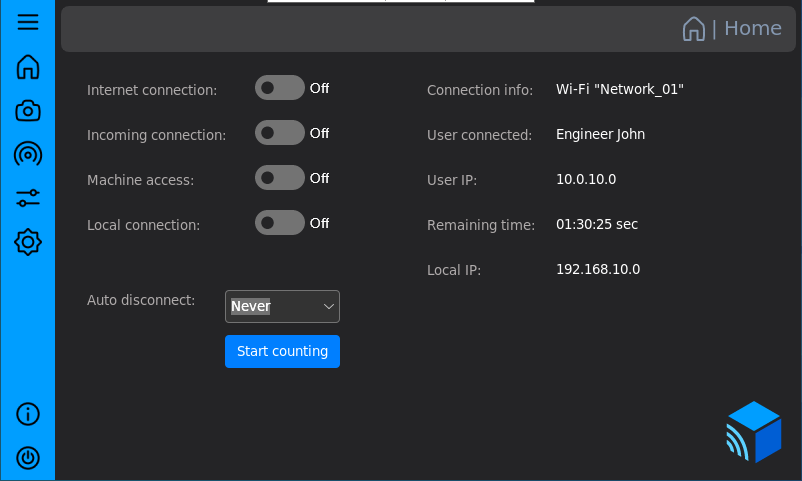 | Home
Internet connection: Off
Incoming connection: Off
Machine access: Off
Local connection: Off
Auto disconnect: Never
Start counting
Connection info: Wi-Fi "Network_01"
User connected: Engineer John
User IP: 10.0.10.0
Remaining time: 01:30:25 sec
Local IP: 192.168.10.0